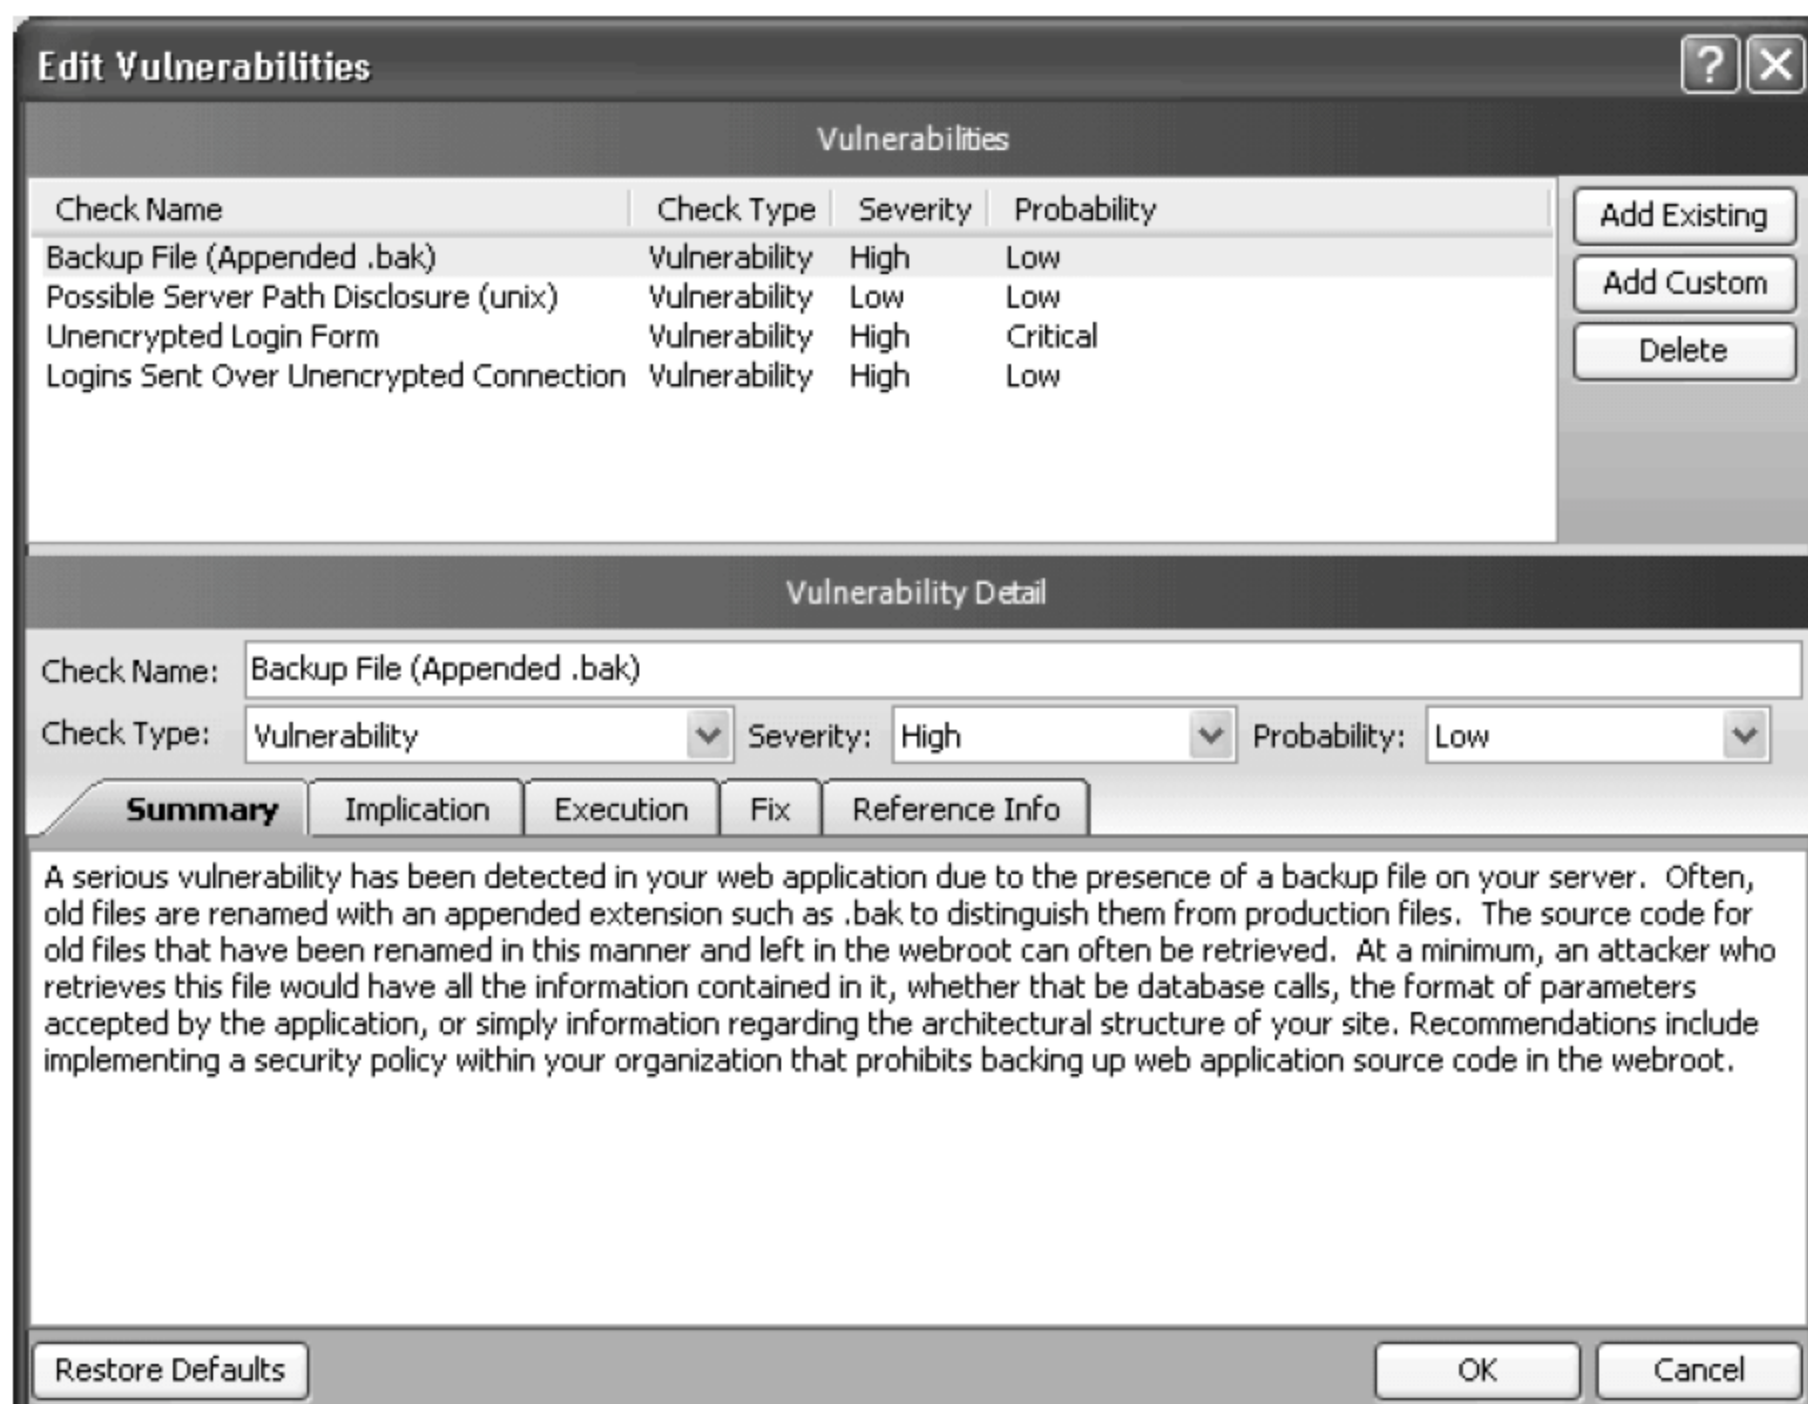 Edit Vulnerabilities
?
Vulnerabilities
Check Name Check Type Severity Probability
Backup File (Appended .bak) Vulnerability High Low
Possible Server Path Disclosure (unix) Vulnerability Low Low
Unencrypted Login Form Vulnerability High Critical
Logins Sent Over Unencrypted Connection Vulnerability High Low
Add Existing
Add Custom
Delete
Vulnerability Detail
Check Name: Backup File (Appended .bak)
Check Type: Vulnerability Severity: High Probability: Low
Summary Implication Execution Fix Reference Info
A serious vulnerability has been detected in your web application due to the presence of a backup file on your server.  Often,
old files are renamed with an appended extension such as .bak to distinguish them from production files.  The source code for
old files that have been renamed in this manner and left in the webroot can often be retrieved.  At a minimum, an attacker who
retrieves this file would have all the information contained in it, whether that be database calls, the format of parameters
accepted by the application, or simply information regarding the architectural structure of your site. Recommendations include
implementing a security policy within your organization that prohibits backing up web application source code in the webroot.
Restore Defaults OK Cancel